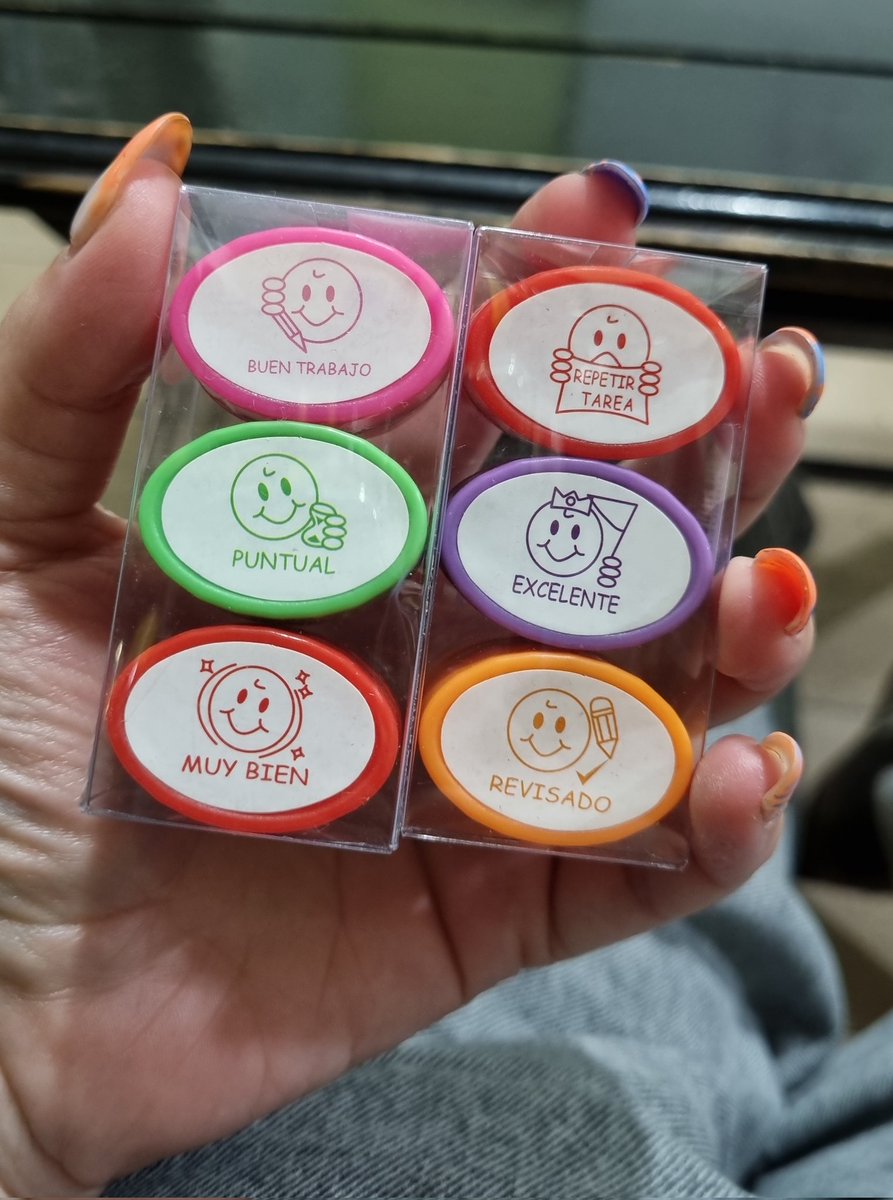 BUEN TRABAJO
PUNTUAL
MUY BIEN
REPETIR
TAREA
EXCELENTE
REVISADO